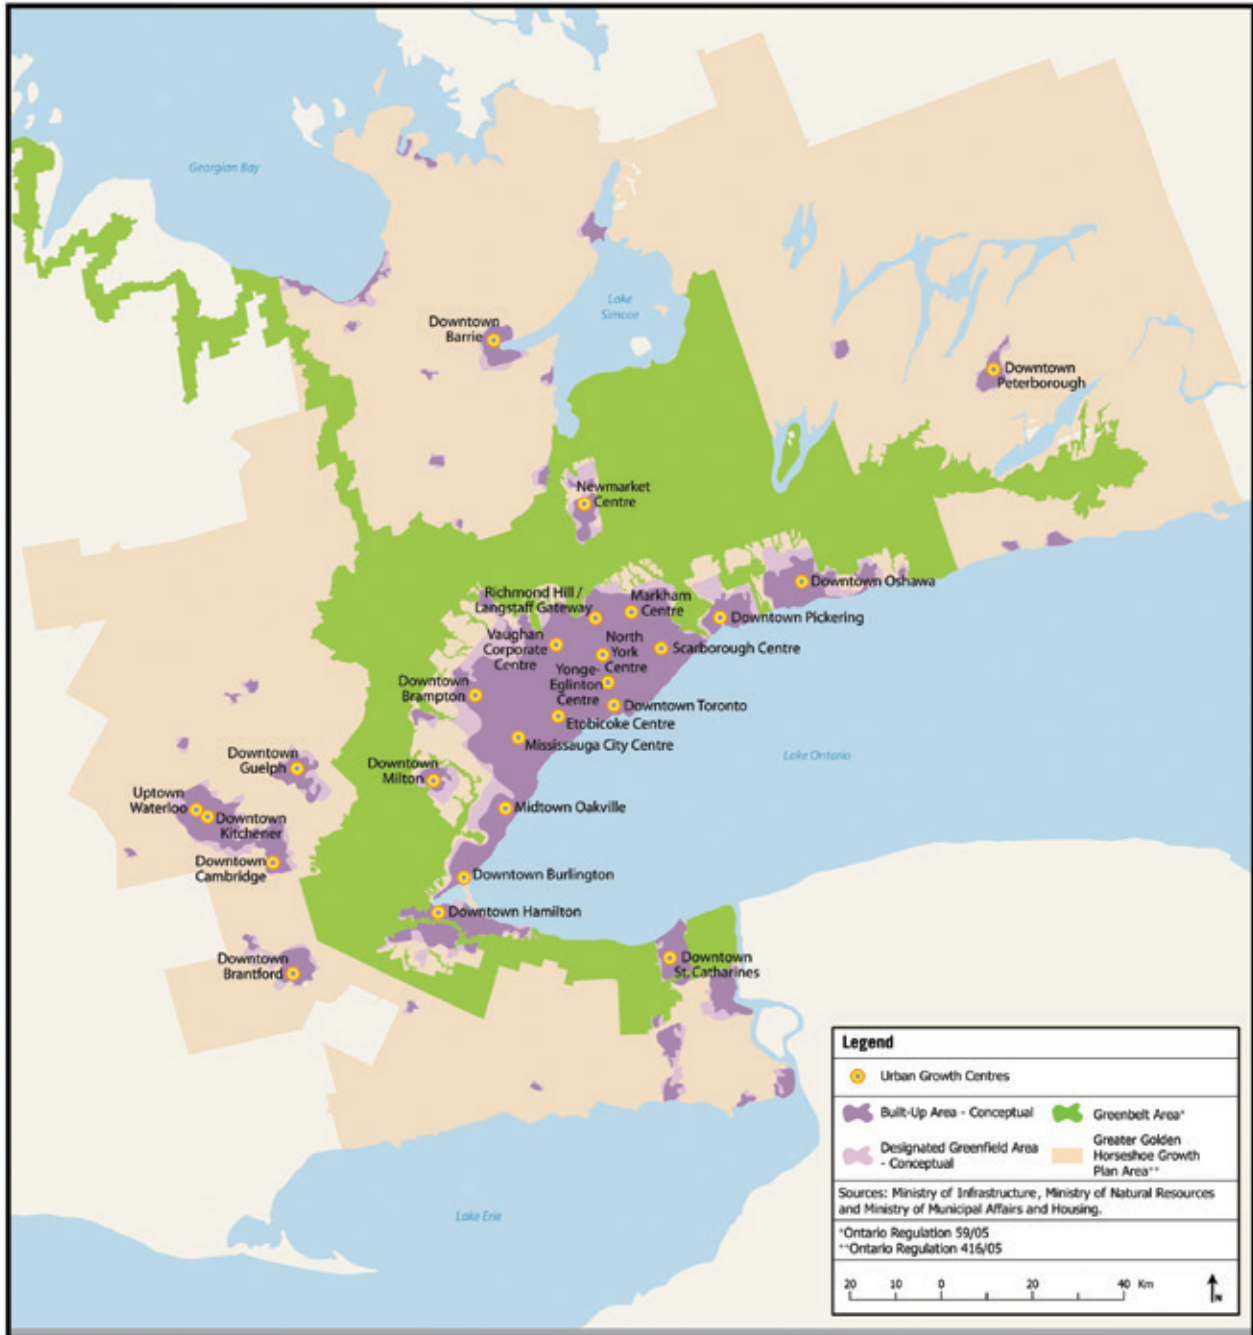 Georgian Bay
Lake
Simcoe
Downtown
Barrie
Downtown
Peterborough
Newmarket
Centre
Downtown Oshawa
Richmond Hill /
Langstaff Gateway
Markham
Centre
Downtown Pickering
Vaughan
Corporate
Centre
North
York
Centre
Scarborough Centre
Yonge-
Eglinton
Centre
Downtown
Brampton
Downtown Toronto
Etobicoke Centre
Mississauga City Centre
Lake Ontario
Downtown
Guelph
Downtown
Milton
Uptown
Waterloo
Downtown
Kitchener
Midtown Oakville
Downtown
Cambridge
Downtown Burlington
Downtown Hamilton
Downtown
Brantford
Downtown
St. Catharines
Lake Erie
Legend
Urban Growth Centres
Built-Up Area - Conceptual
Greenbelt Area*
Designated Greenfield Area
- Conceptual
Greater Golden
Horseshoe Growth
Plan Area**
Sources: Ministry of Infrastructure, Ministry of Natural Resources
and Ministry of Municipal Affairs and Housing.
*Ontario Regulation 59/05
**Ontario Regulation 416/05
20 10 0 20 40 Km
N